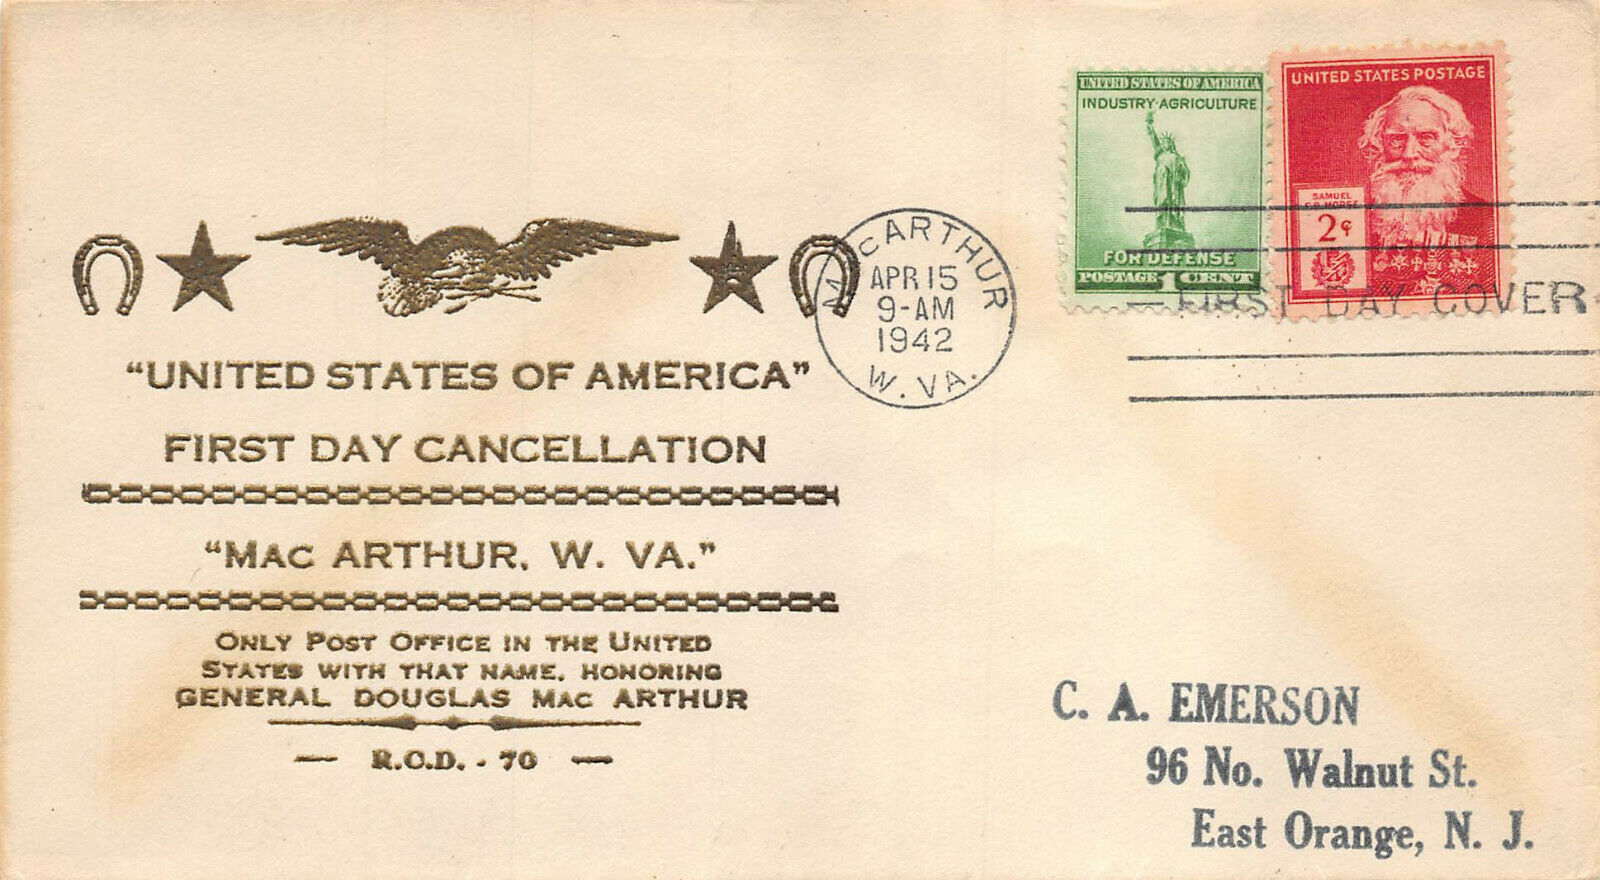 "UNITED STATES OF AMERICA"
FIRST DAY CANCELLATION
"MAC ARTHUR, W. VA."
ONLY POST OFFICE IN THE UNITED
STATES WITH THAT NAME, HONORING
GENERAL DOUGLAS MAC ARTHUR
— R.C.D. - 70 —
McARTHUR
APR 15
9-AM
1942
W. VA.
UNITED STATES OF AMERICA
INDUSTRY·AGRICULTURE
FOR DEFENSE
POSTAGE 1 CENT
UNITED STATES POSTAGE
SAMUEL
F.B. MORSE
2¢
—FIRST DAY COVER—
C. A. EMERSON
96 No. Walnut St.
East Orange, N. J.